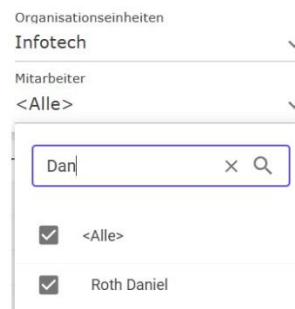 Organisationseinheiten
Infotech
Mitarbeiter
<Alle>
Dan
<Alle>
Roth Daniel